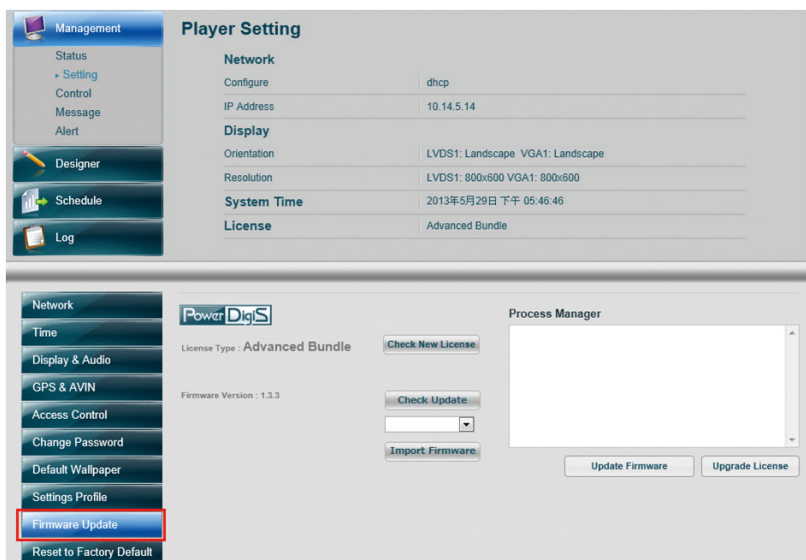 Management
Status
Setting
Control
Message
Alert
Designer
Schedule
Log
Player Setting
Network
Configure dhcp
IP Address 10.14.5.14
Display
Orientation LVDS1: Landscape VGA1: Landscape
Resolution LVDS1: 800x600 VGA1: 800x600
System Time 2013年5月29日 下午 05:46:46
License Advanced Bundle
Network
Time
Display & Audio
GPS & AVIN
Access Control
Change Password
Default Wallpaper
Settings Profile
Firmware Update
Reset to Factory Default
Power DigiS
License Type : Advanced Bundle
Check New License
Firmware Version : 1.3.3
Check Update
Import Firmware
Process Manager
Update Firmware
Upgrade License